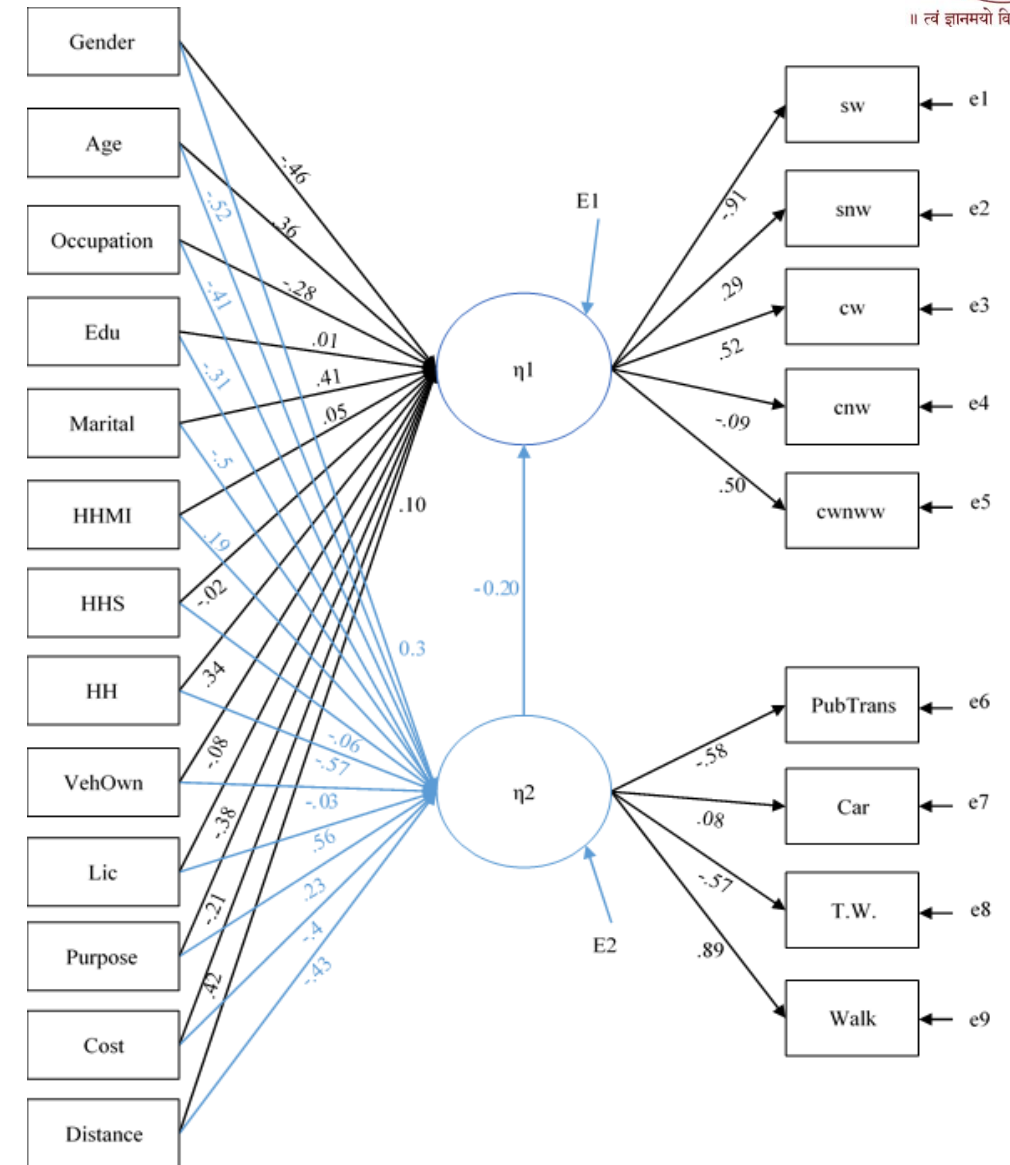 ॥ त्वं ज्ञानमयो वि
Gender
Age
Occupation
Edu
Marital
HHMI
HHS
HH
VehOwn
Lic
Purpose
Cost
Distance
-.46
.36
-.28
.01
.41
.05
-.02
.34
-.08
-.38
-.21
.42
.10
-.52
-.41
-.31
-.5
.19
-.06
-.57
-.03
.56
.23
-.4
-.43
0.3
E1
η1
-0.20
η2
E2
-.91
.29
.52
-.09
.50
sw
e1
snw
e2
cw
e3
cnw
e4
cwnww
e5
-.58
.08
-.57
.89
PubTrans
e6
Car
e7
T.W.
e8
Walk
e9